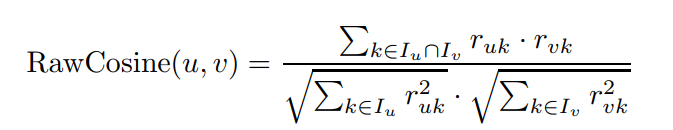 RawCosine(u, v) = \frac{\sum_{k \in I_u \cap I_v} r_{uk} \cdot r_{vk}}{\sqrt{\sum_{k \in I_u} r_{uk}^2} \cdot \sqrt{\sum_{k \in I_v} r_{vk}^2}}